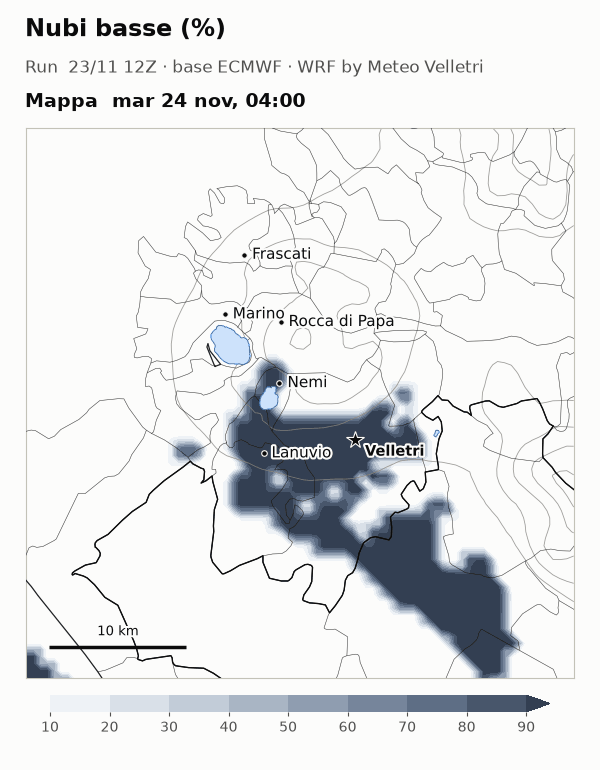 Nubi basse (%)
Run  23/11 12Z · base ECMWF · WRF by Meteo Velletri
Mappa  mar 24 nov, 04:00
Frascati
Marino
Rocca di Papa
Nemi
Velletri
Lanuvio
10 km
10 20 30 40 50 60 70 80 90